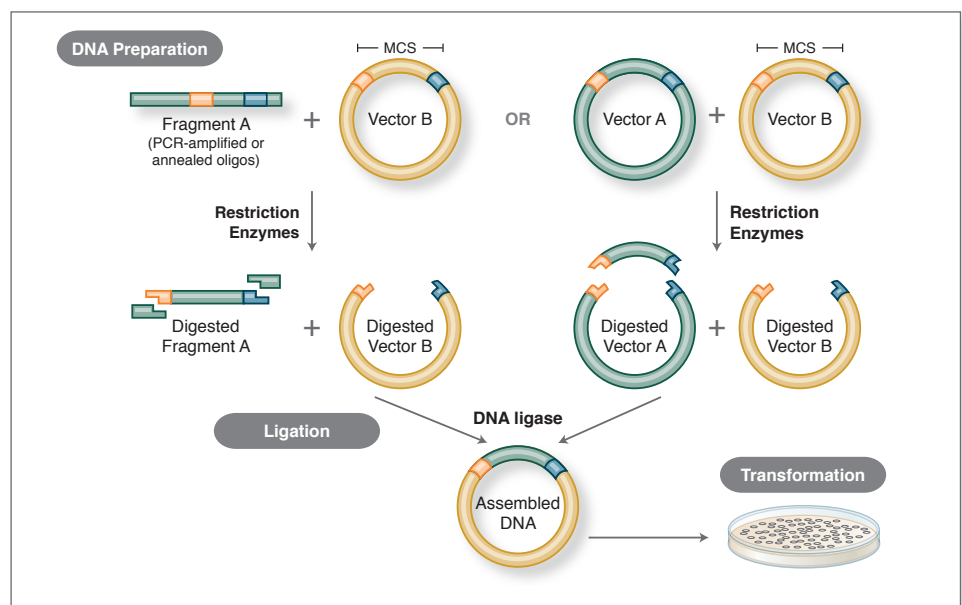 DNA Preparation
MCS
Fragment A
(PCR-amplified or
annealed oligos)
+
Vector B
OR
Vector A
+
MCS
Vector B
Restriction
Enzymes
Restriction
Enzymes
Digested
Fragment A
+
Digested
Vector B
Digested
Vector A
+
Digested
Vector B
Ligation
DNA ligase
Assembled
DNA
Transformation